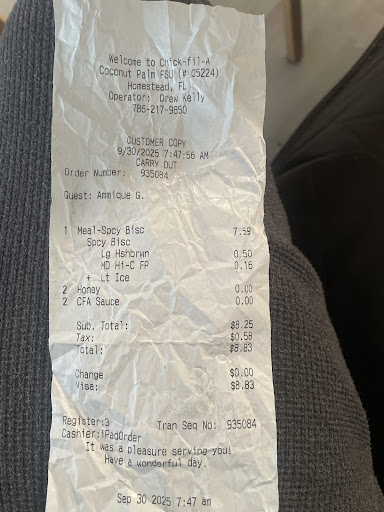 Welcome to Chick-fil-A
Coconut Palm FSU (# 05224)
Homestead, FL
Operator: Drew Kelly
786-217-9850
CUSTOMER COPY
9/30/2025 7:47:56 AM
CARRY OUT
Order Number: 935084
Guest: Ammique G.
1 Meal-Spcy Bisc 7.59
Spcy Bisc
Lg Hshbrwn 0.50
MD Hi-C FP 0.16
+ Lt Ice
2 Honey 0.00
2 CFA Sauce 0.00
Sub. Total: $8.25
Tax: $0.58
Total: $8.83
Change $0.00
Visa: $8.83
Register:3 Tran Seq No: 935084
Cashier:iPadOrder
It was a pleasure serving you!
Have a wonderful day.
Sep 30 2025 7:47 am